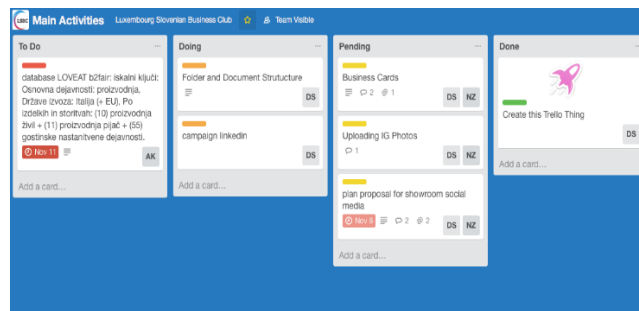 LSBC Main Activities Luxembourg Slovenian Business Club Team Visible
To Do
database LOVEAT b2fair: iskalni ključi:
Osnovna dejavnosti: proizvodnja,
Države izvoza: Italija (+ EU), Po
izdelkih in storitvah: (10) proizvodnja
živil + (11) proizvodnja pijač + (55)
gostinske nastanitvene dejavnosti.
Nov 11
AK
Add a card...
Doing
Folder and Document Strutucture
DS
campaign linkedin
DS
Add a card...
Pending
Business Cards
2 1
DS NZ
Uploading IG Photos
1
DS NZ
plan proposal for showroom social
media
Nov 6 2 2
DS NZ
Add a card...
Done
Create this Trello Thing
DS
Add a card...